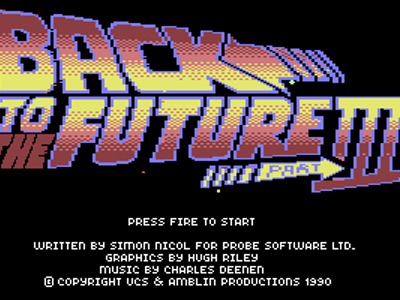 BACK
TO THE FUTURE III
PART
PRESS FIRE TO START
WRITTEN BY SIMON NICOL FOR PROBE SOFTWARE LTD.
GRAPHICS BY HUGH RILEY
MUSIC BY CHARLES DEENEN
© COPYRIGHT UCS & AMBLIN PRODUCTIONS 1990